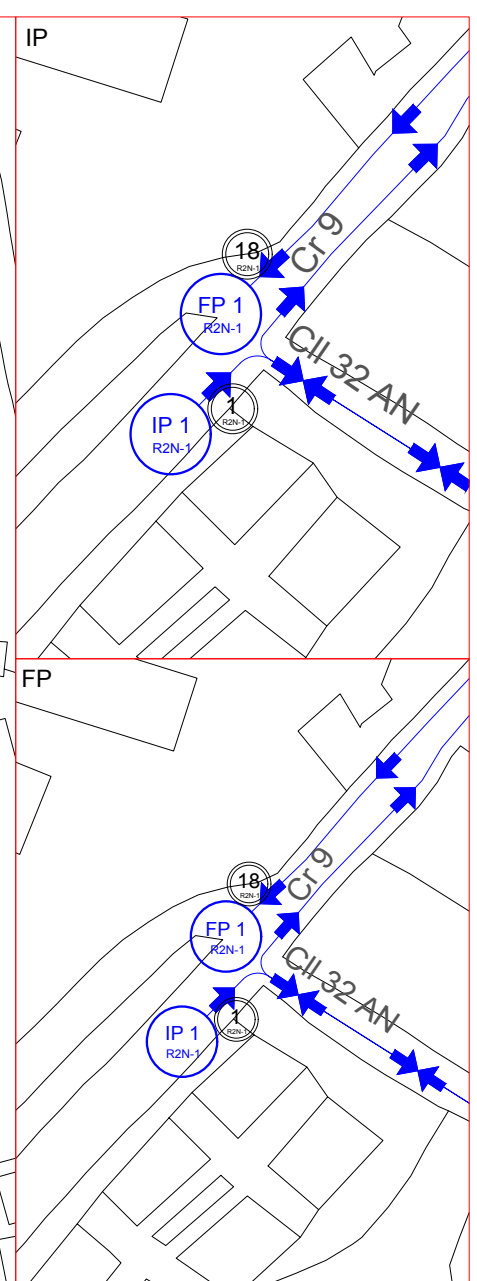 IP
18
R2N-1
Cr 9
FP 1
R2N-1
Cll 32 AN
1
R2N-1
IP 1
R2N-1
FP
18
R2N-1
Cr 9
FP 1
R2N-1
Cll 32 AN
1
R2N-1
IP 1
R2N-1